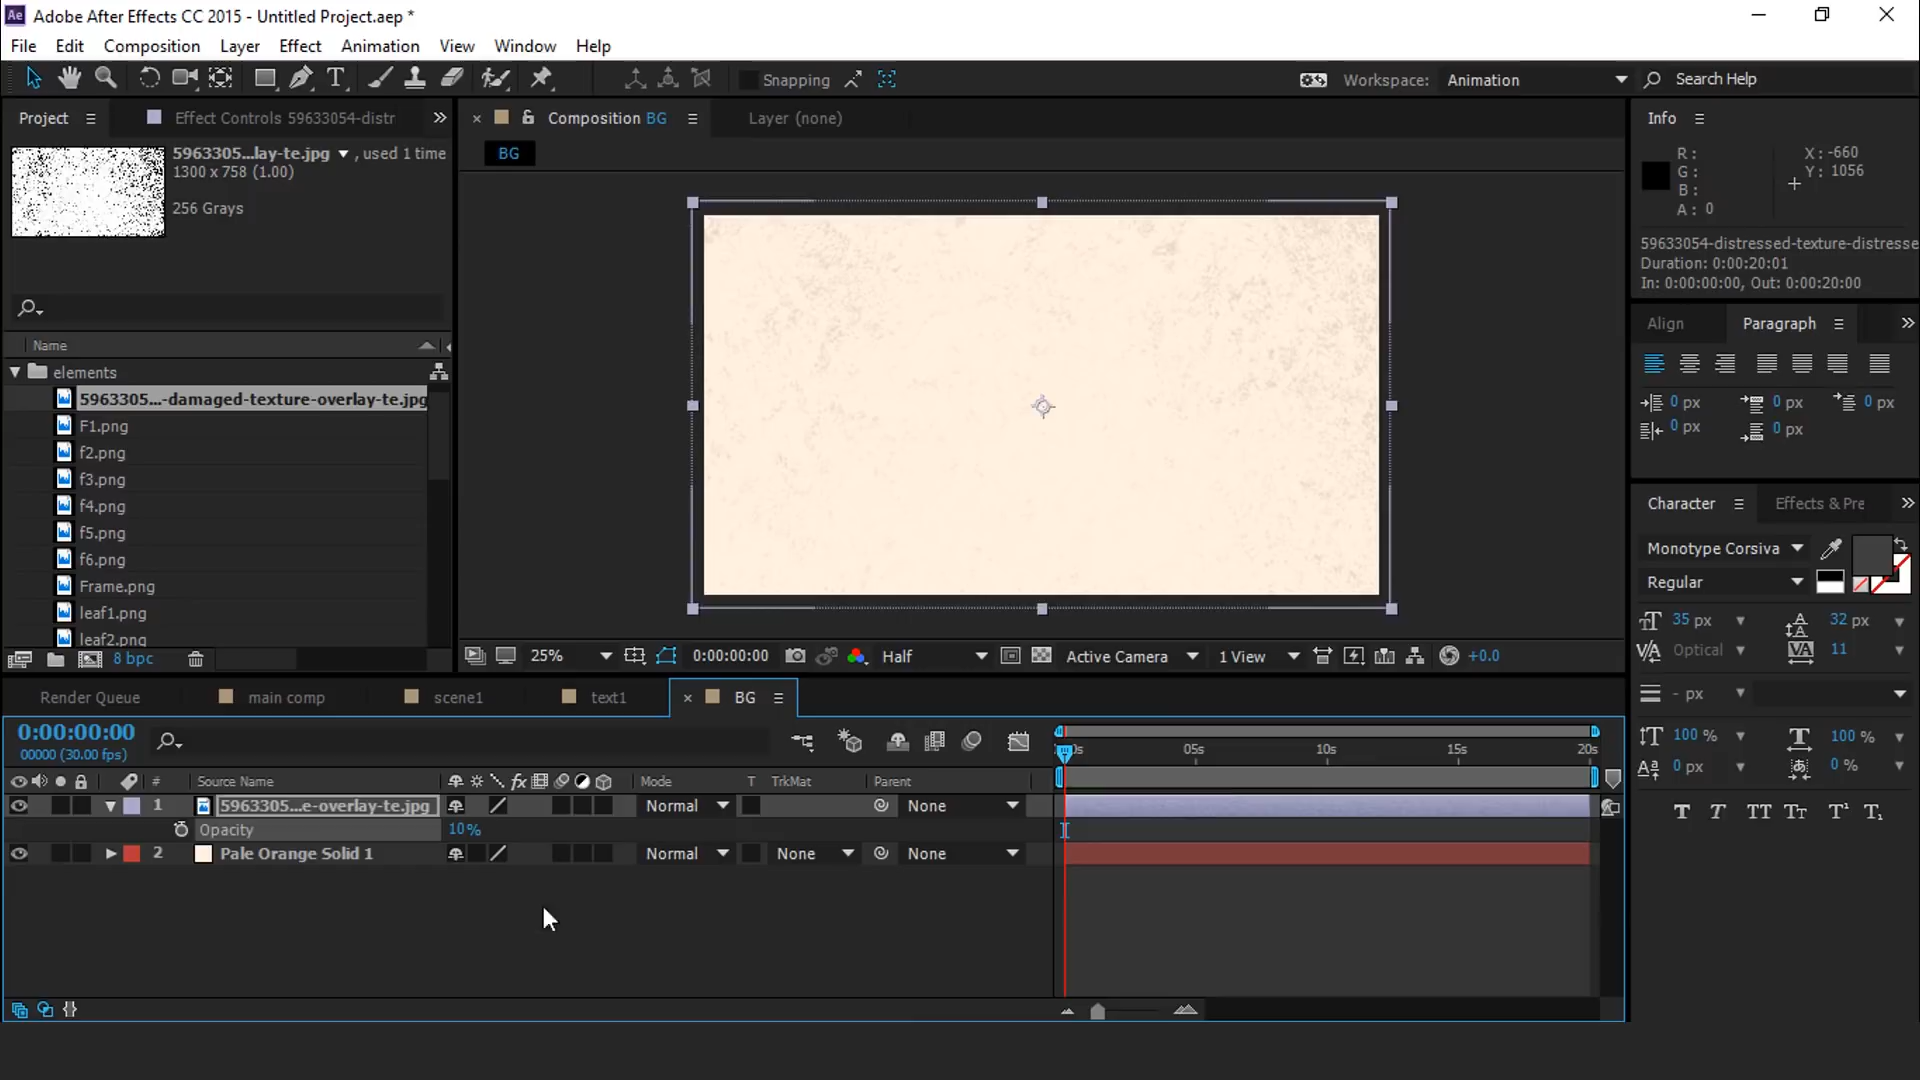 Ae Adobe After Effects CC 2015 - Untitled Project.aep *
File Edit Composition Layer Effect Animation View Window Help
T Snapping Workspace: Animation Search Help
Project Effect Controls 59633054-distr
5963305...lay-te.jpg , used 1 time
1300 x 758 (1.00)
256 Grays
Name
elements
5963305...-damaged-texture-overlay-te.jpg
F1.png
f2.png
f3.png
f4.png
f5.png
f6.png
Frame.png
leaf1.png
leaf2.png
8 bpc
Composition BG Layer (none)
BG
25% 0:00:00:00 Half Active Camera 1 View +0.0
Info
R: X: -660
G: Y: 1056
B:
A: 0
59633054-distressed-texture-distresse
Duration: 0:00:20:01
In: 0:00:00:00, Out: 0:00:20:00
Align Paragraph
0 px 0 px 0 px
0 px 0 px
Character Effects & Pre
Monotype Corsiva
Regular
35 px 32 px
Optical 11
- px
100 % 100 %
0 px 0 %
T T TT Tt T¹ T₁
Render Queue main comp scene1 text1 BG
0:00:00:00
00000 (30.00 fps)
05s 10s 15s 20s
# Source Name fx Mode T TrkMat Parent
1 5963305...e-overlay-te.jpg Normal None
Opacity 10%
2 Pale Orange Solid 1 Normal None None